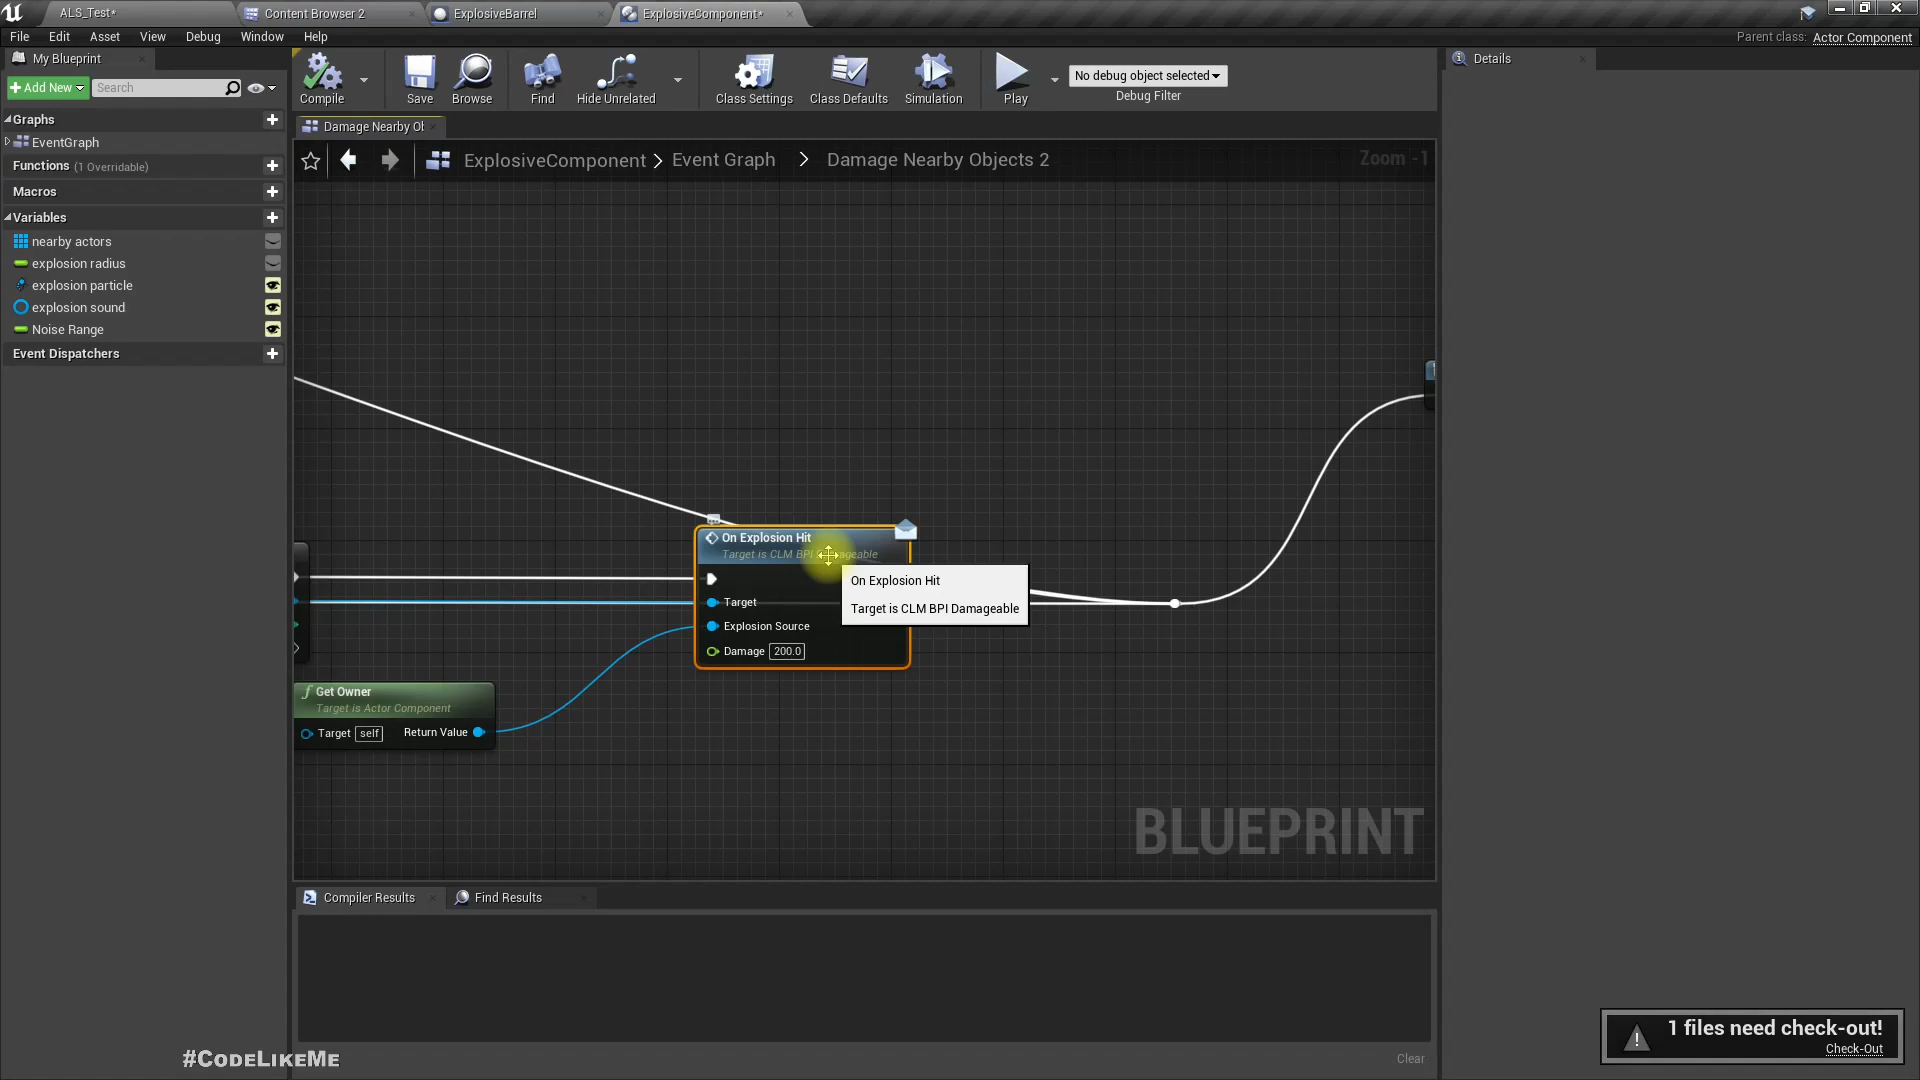 ALS_Test*
Content Browser 2
ExplosiveBarrel
ExplosiveComponent*
File Edit Asset View Debug Window Help
Parent class: Actor Component
My Blueprint
Add New
Search
Graphs
EventGraph
Functions (1 Overridable)
Macros
Variables
nearby actors
explosion radius
explosion particle
explosion sound
Noise Range
Event Dispatchers
Compile
Save
Browse
Find
Hide Unrelated
Class Settings
Class Defaults
Simulation
Play
No debug object selected
Debug Filter
Details
Damage Nearby Ob
ExplosiveComponent > Event Graph > Damage Nearby Objects 2
Zoom -1
On Explosion Hit
Target is CLM BPI
Target
Explosion Source
Damage 200.0
On Explosion Hit
Target is CLM BPI Damageable
f Get Owner
Target is Actor Component
Target self Return Value
BLUEPRINT
Compiler Results
Find Results
Clear
1 files need check-out!
Check-Out
#CodeLikeMe